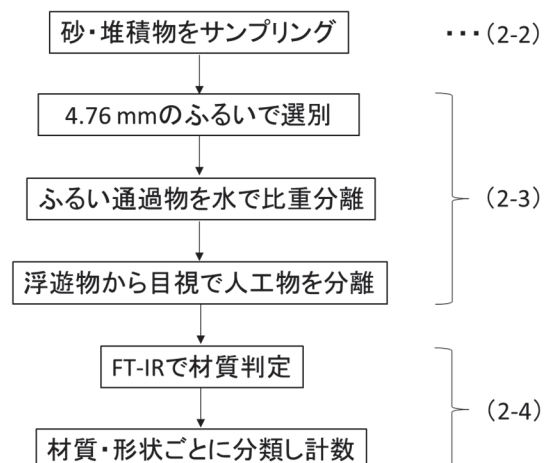 砂・堆積物をサンプリング
・・・(2-2)
4.76 mmのふるいで選別
ふるい通過物を水で比重分離
(2-3)
浮遊物から目視で人工物を分離
FT-IRで材質判定
(2-4)
材質・形状ごとに分類し計数